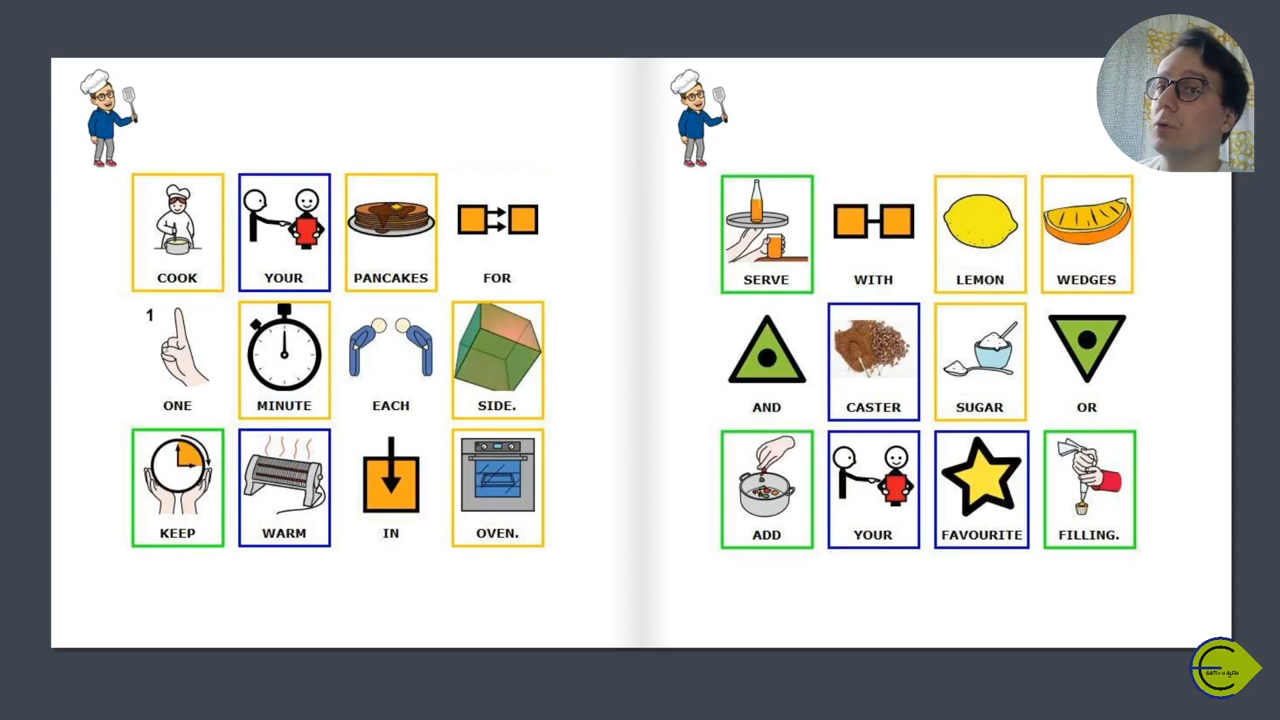 COOK YOUR PANCAKES FOR
1
ONE MINUTE EACH SIDE.
KEEP WARM IN OVEN.
SERVE WITH LEMON WEDGES
AND CASTER SUGAR OR
ADD YOUR FAVOURITE FILLING.